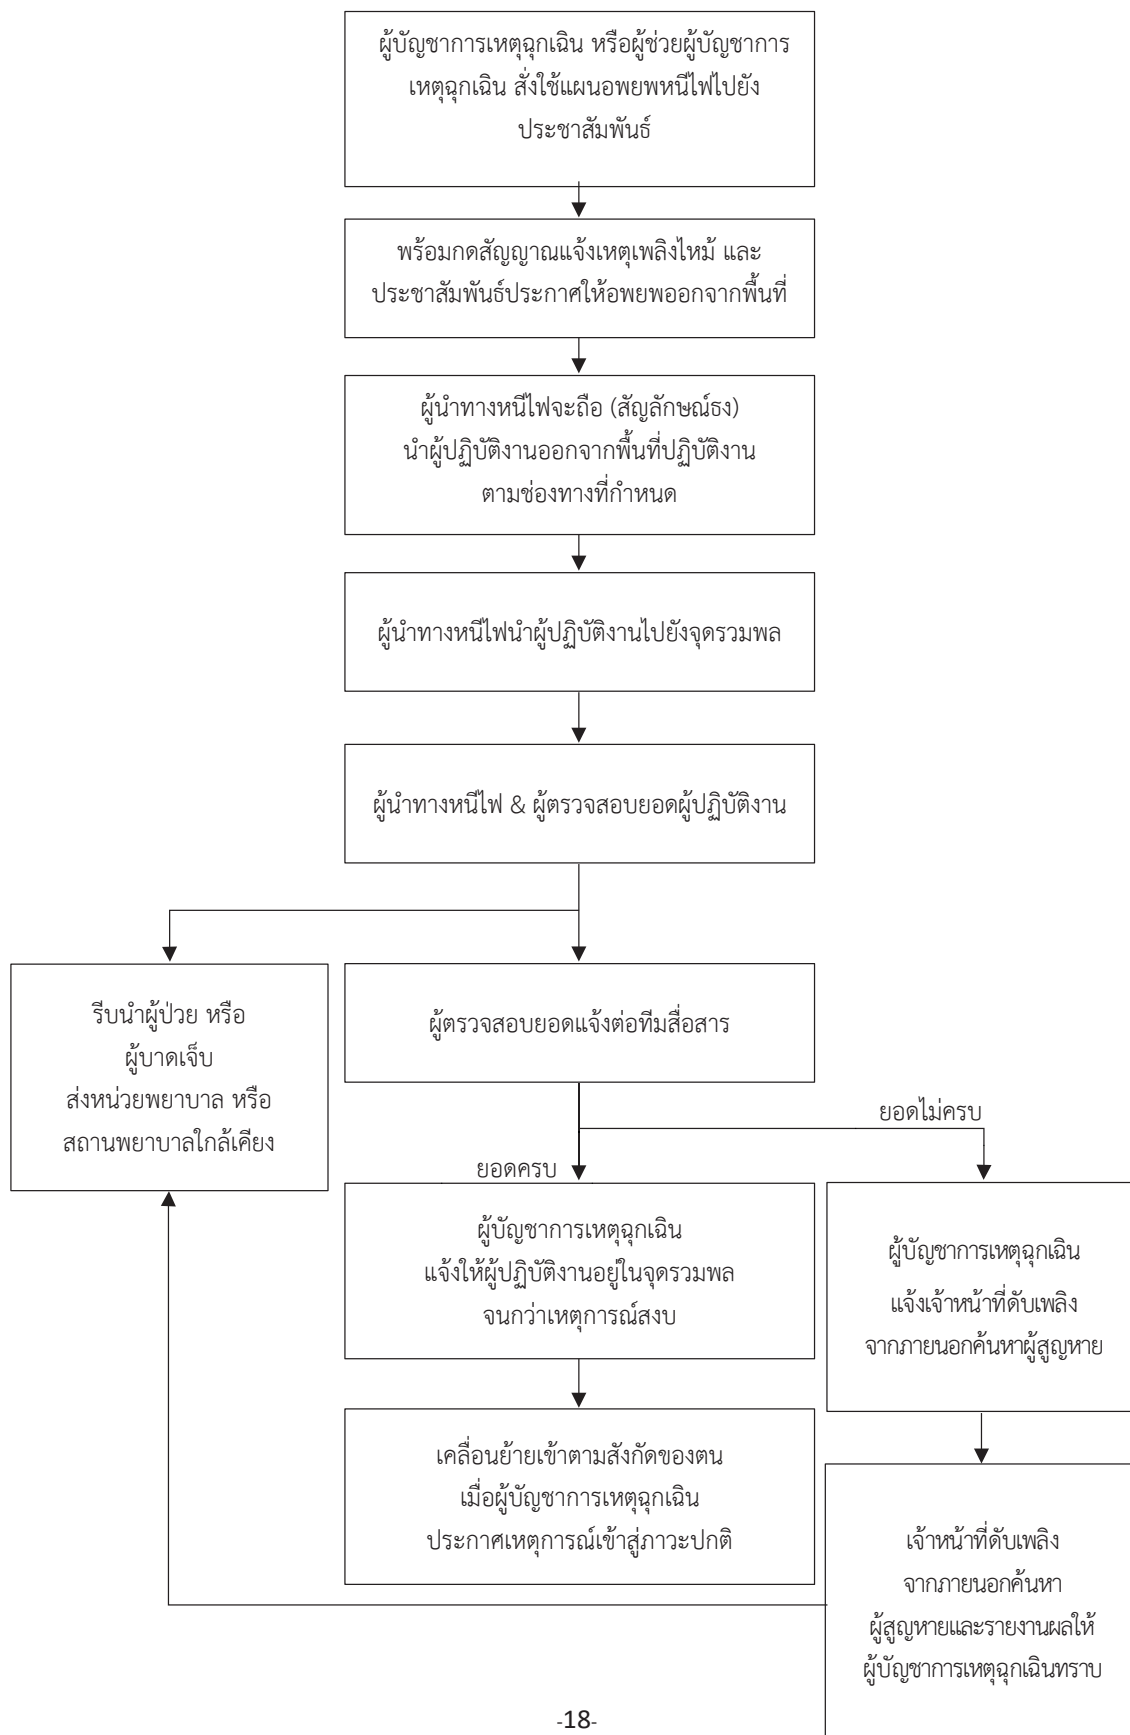 ผู้บัญชาการเหตุฉุกเฉิน หรือผู้ช่วยผู้บัญชาการ
เหตุฉุกเฉิน สั่งใช้แผนอพยพหนีไฟไปยัง
ประชาสัมพันธ์
พร้อมกดสัญญาณแจ้งเหตุเพลิงไหม้ และ
ประชาสัมพันธ์ประกาศให้อพยพออกจากพื้นที่
ผู้นำทางหนีไฟจะถือ (สัญลักษณ์ธง)
นำผู้ปฏิบัติงานออกจากพื้นที่ปฏิบัติงาน
ตามช่องทางที่กำหนด
ผู้นำทางหนีไฟนำผู้ปฏิบัติงานไปยังจุดรวมพล
ผู้นำทางหนีไฟ & ผู้ตรวจสอบยอดผู้ปฏิบัติงาน
รีบนำผู้ป่วย หรือ
ผู้บาดเจ็บ
ส่งหน่วยพยาบาล หรือ
สถานพยาบาลใกล้เคียง
ผู้ตรวจสอบยอดแจ้งต่อทีมสื่อสาร
ยอดไม่ครบ
ยอดครบ
ผู้บัญชาการเหตุฉุกเฉิน
แจ้งให้ผู้ปฏิบัติงานอยู่ในจุดรวมพล
จนกว่าเหตุการณ์สงบ
ผู้บัญชาการเหตุฉุกเฉิน
แจ้งเจ้าหน้าที่ดับเพลิง
จากภายนอกค้นหาผู้สูญหาย
เคลื่อนย้ายเข้าตามสังกัดของตน
เมื่อผู้บัญชาการเหตุฉุกเฉิน
ประกาศเหตุการณ์เข้าสู่ภาวะปกติ
เจ้าหน้าที่ดับเพลิง
จากภายนอกค้นหา
ผู้สูญหายและรายงานผลให้
ผู้บัญชาการเหตุฉุกเฉินทราบ
-18-